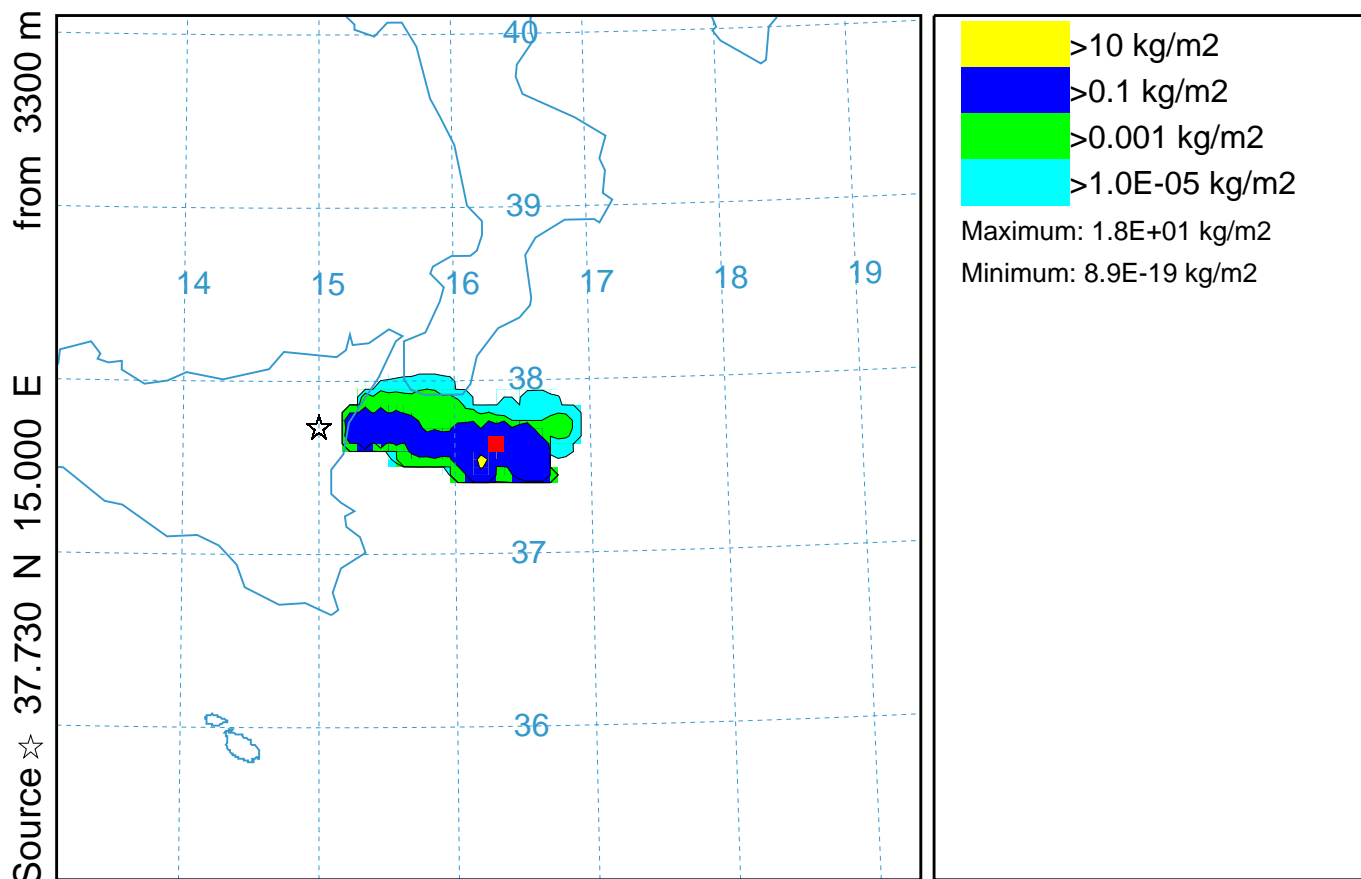 Source ☆ 37.730 N 15.000 E from 3300 m
40
39
14 15 16 17 18 19
38
37
36
>10 kg/m2
>0.1 kg/m2
>0.001 kg/m2
>1.0E-05 kg/m2
Maximum: 1.8E+01 kg/m2
Minimum: 8.9E-19 kg/m2